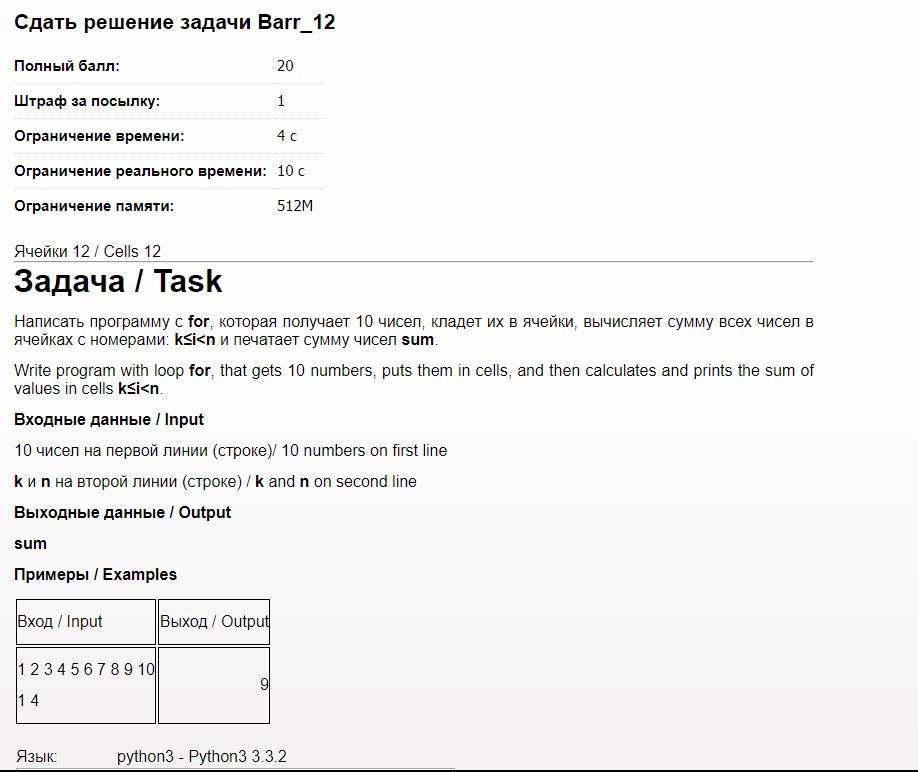 Сдать решение задачи Barr_12
Полный балл: 20
Штраф за посылку: 1
Ограничение времени: 4 с
Ограничение реального времени: 10 с
Ограничение памяти: 512M
Ячейки 12 / Cells 12
Задача / Task
Написать программу с for, которая получает 10 чисел, кладет их в ячейки, вычисляет сумму всех чисел в
ячейках с номерами: k≤i<n и печатает сумму чисел sum.
Write program with loop for, that gets 10 numbers, puts them in cells, and then calculates and prints the sum of
values in cells k≤i<n.
Входные данные / Input
10 чисел на первой линии (строке)/ 10 numbers on first line
k и n на второй линии (строке) / k and n on second line
Выходные данные / Output
sum
Примеры / Examples
Вход / Input Выход / Output
1 2 3 4 5 6 7 8 9 10
1 4
9
Язык: python3 - Python3 3.3.2